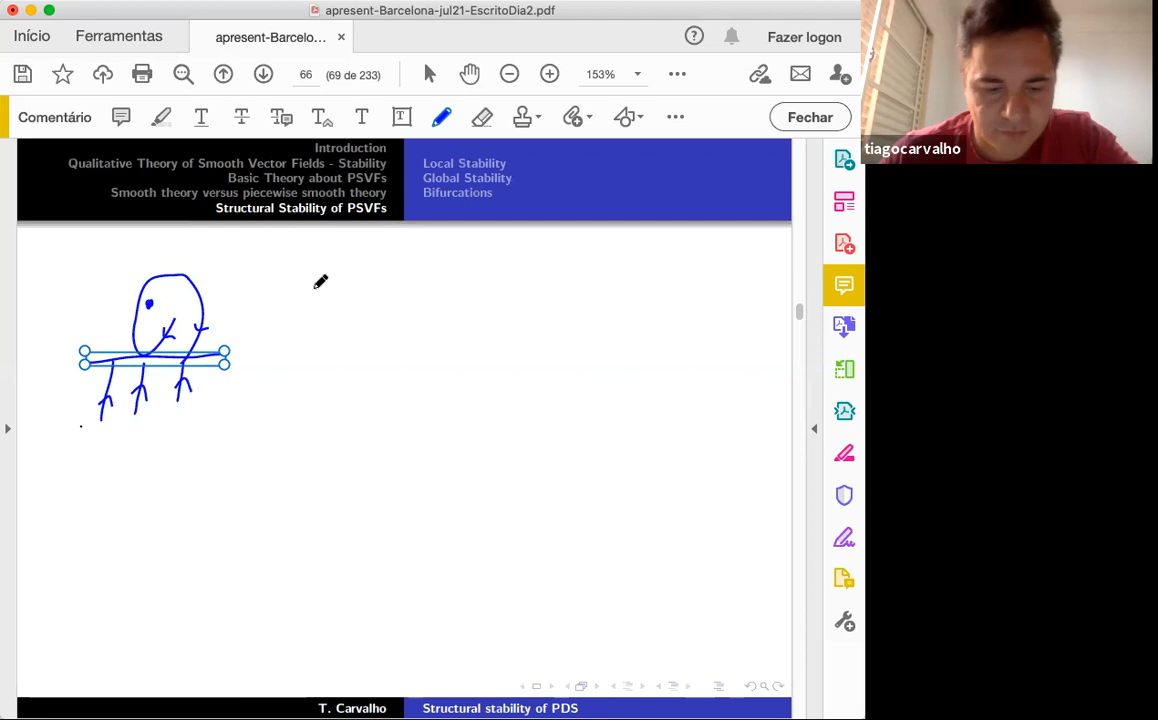 apresent-Barcelona-jul21-EscritoDia2.pdf
Início
Ferramentas
apresent-Barcelo...
Fazer logon
66
(69 de 233)
153%
Comentário
Fechar
Introduction
Qualitative Theory of Smooth Vector Fields - Stability
Basic Theory about PSVFs
Smooth theory versus piecewise smooth theory
Structural Stability of PSVFs
Local Stability
Global Stability
Bifurcations
tiagocarvalho
T. Carvalho
Structural stability of PDS